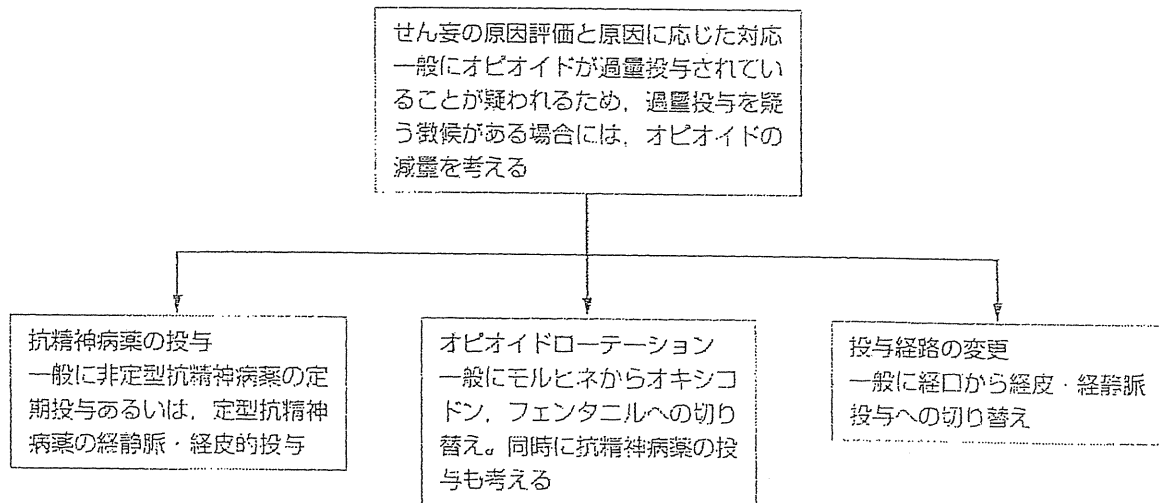 せん妄の原因評価と原因に応じた対応
一般にオピオイドが過量投与されてい
ることが疑われるため，過量投与を疑
う徴候がある場合には，オピオイドの
減量を考える
抗精神病薬の投与
一般に非定型抗精神病薬の定
期投与あるいは，定型抗精神
病薬の経静脈・経皮的投与
オピオイドローテーション
一般にモルヒネからオキシコ
ドン，フェンタニルへの切り
替え。同時に抗精神病薬の投
与も考える
投与経路の変更
一般に経口から経皮・経静脈
投与への切り替え